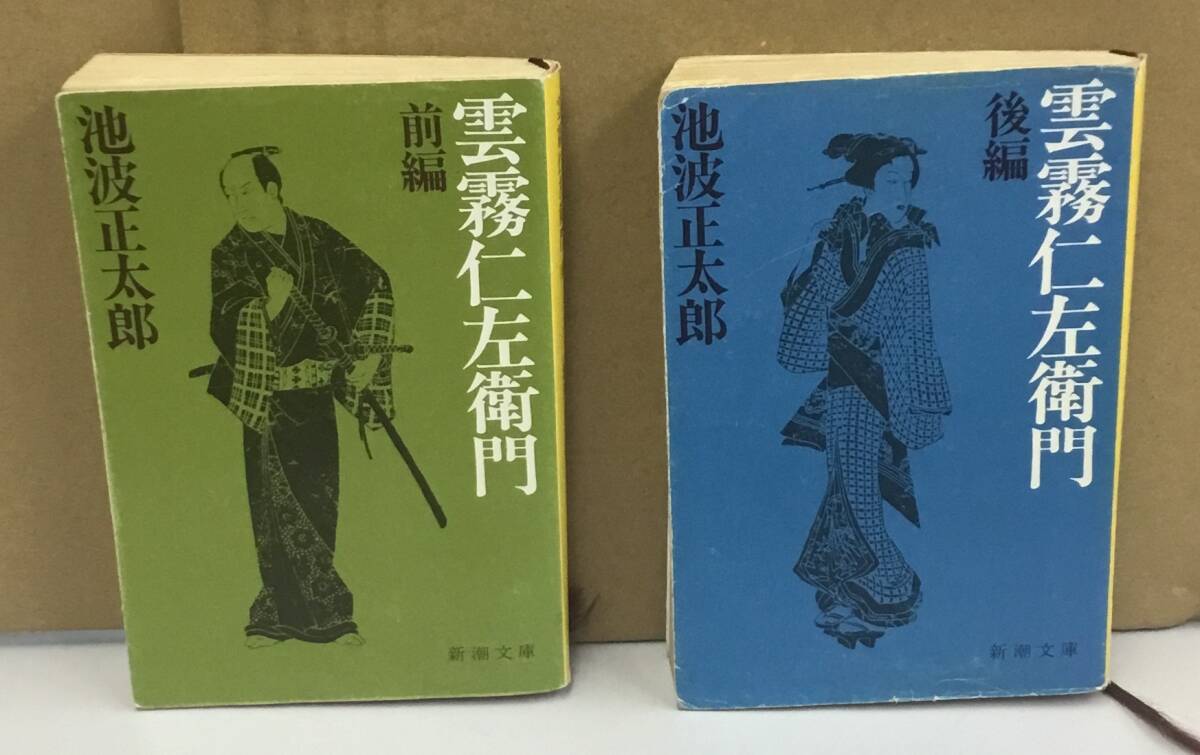 雲霧仁左衛門
前編
池波正太郎
新潮文庫
雲霧仁左衛門
後編
池波正太郎
新潮文庫